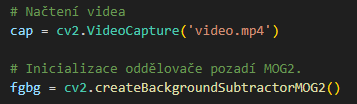 # Načtení videa
cap = cv2.VideoCapture('video.mp4')
# Inicializace oddělovače pozadí MOG2.
fgbg = cv2.createBackgroundSubtractorMOG2()